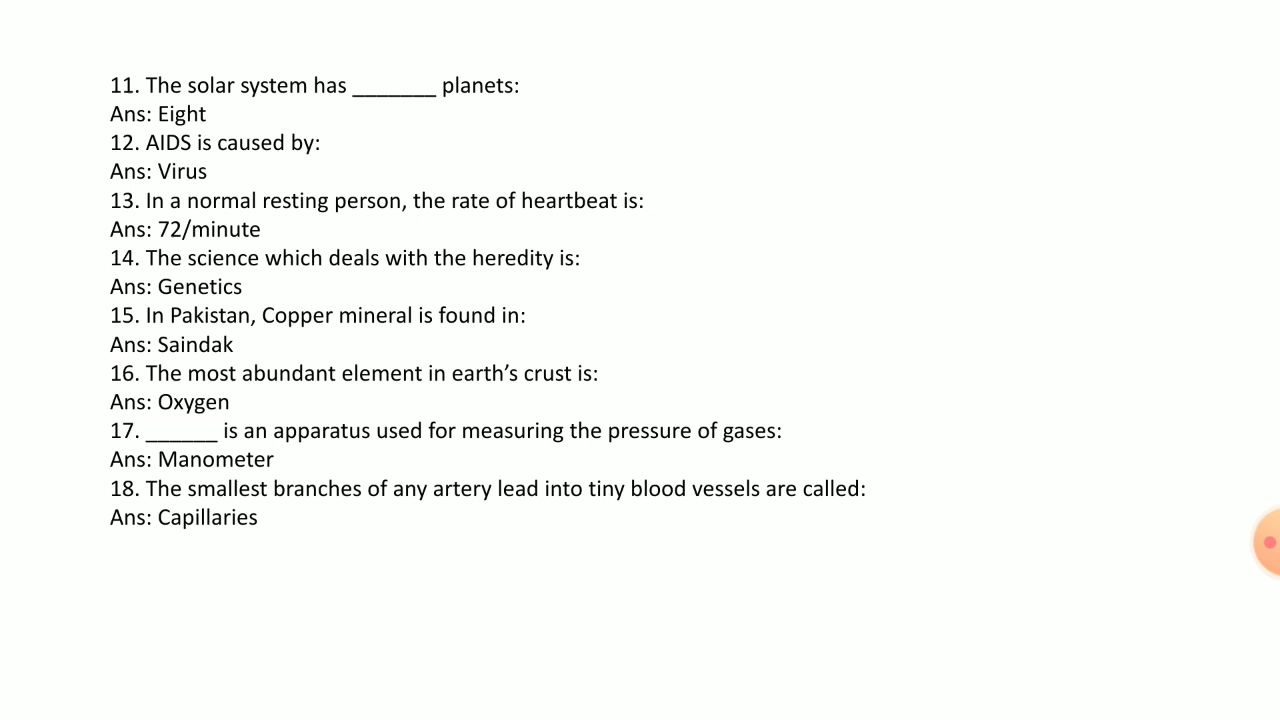 11. The solar system has _______ planets:
Ans: Eight
12. AIDS is caused by:
Ans: Virus
13. In a normal resting person, the rate of heartbeat is:
Ans: 72/minute
14. The science which deals with the heredity is:
Ans: Genetics
15. In Pakistan, Copper mineral is found in:
Ans: Saindak
16. The most abundant element in earth’s crust is:
Ans: Oxygen
17. ______ is an apparatus used for measuring the pressure of gases:
Ans: Manometer
18. The smallest branches of any artery lead into tiny blood vessels are called:
Ans: Capillaries